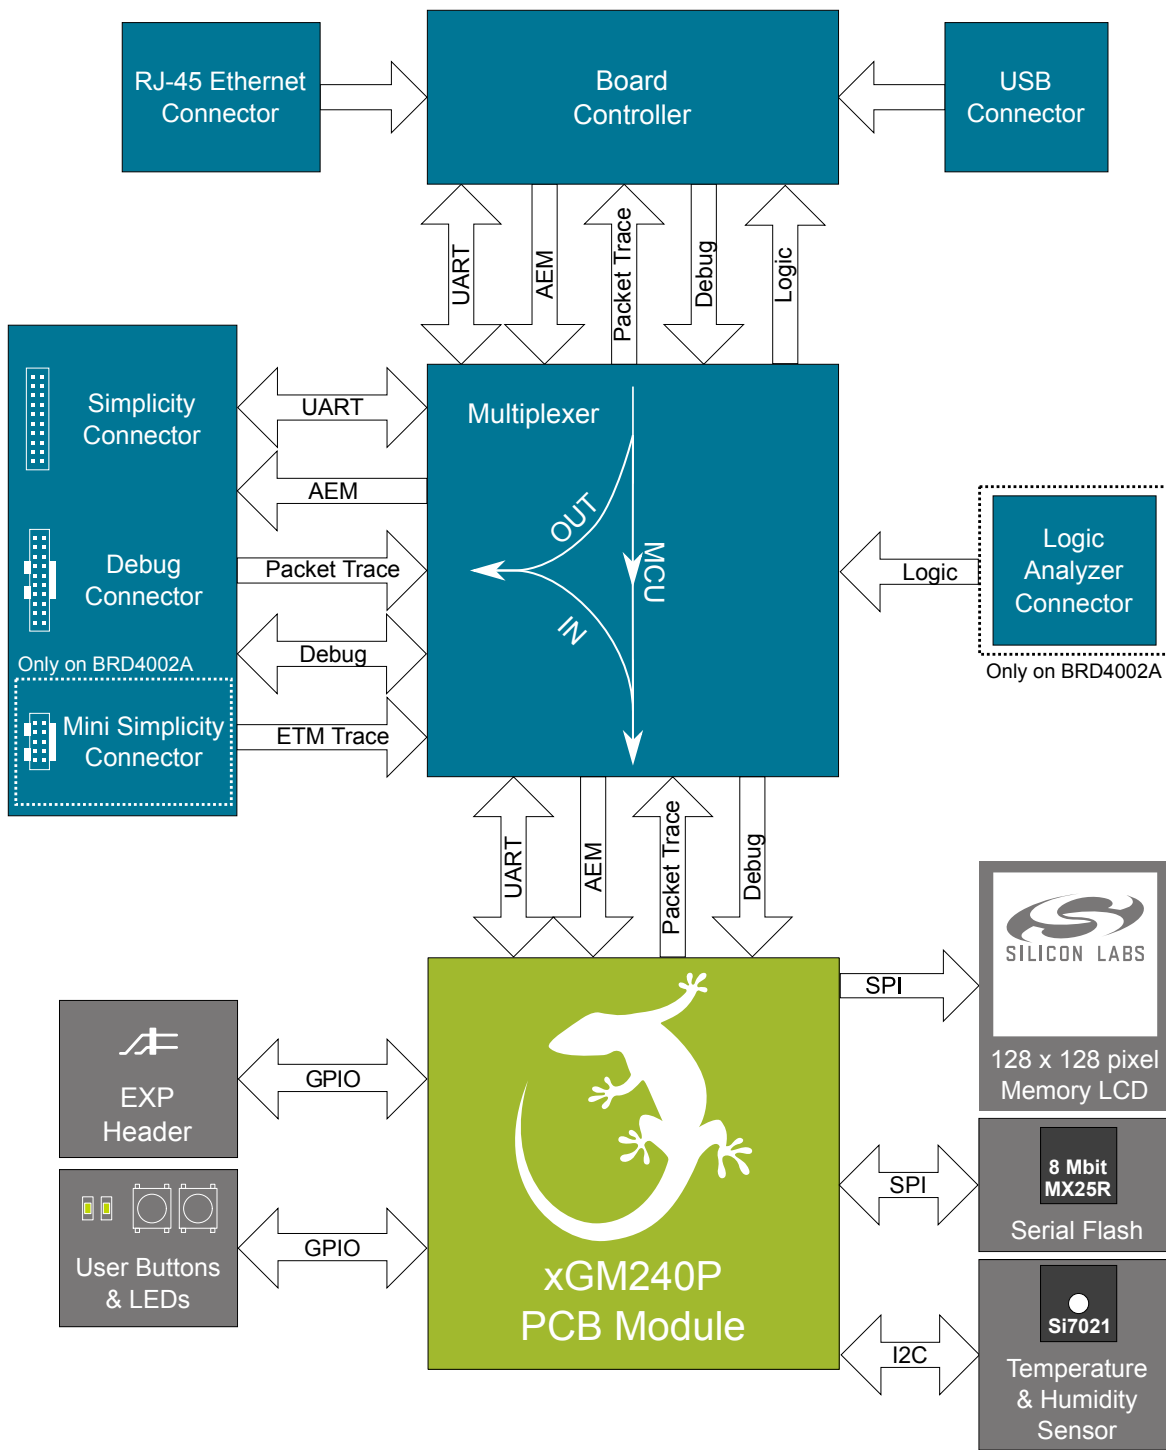 RJ-45 Ethernet
Connector
Board
Controller
USB
Connector
UART
AEM
Packet Trace
Debug
Logic
Simplicity
Connector
Debug
Connector
Only on BRD4002A
Mini Simplicity
Connector
UART
AEM
Packet Trace
Debug
ETM Trace
Multiplexer
OUT
MCU
IN
Logic
Logic
Analyzer
Connector
Only on BRD4002A
UART
AEM
Packet Trace
Debug
EXP
Header
GPIO
User Buttons
& LEDs
GPIO
xGM240P
PCB Module
SPI
SILICON LABS
128 x 128 pixel
Memory LCD
SPI
8 Mbit
MX25R
Serial Flash
I2C
Si7021
Temperature
& Humidity
Sensor